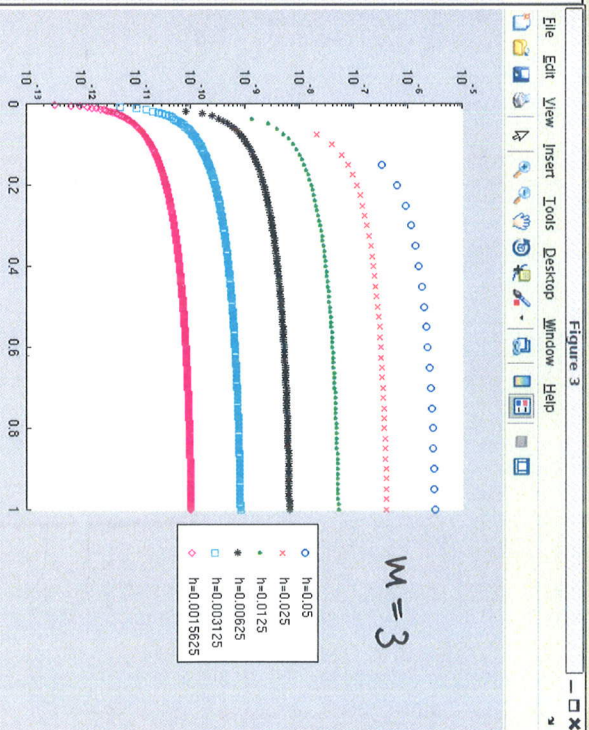 Figure 3
File Edit View Insert Tools Desktop Window Help
10^-5
10^-6
10^-7
10^-8
10^-9
10^-10
10^-11
10^-12
10^-13
0 0.2 0.4 0.6 0.8 1
m = 3
h=0.05
h=0.025
h=0.0125
h=0.00625
h=0.003125
h=0.0015625